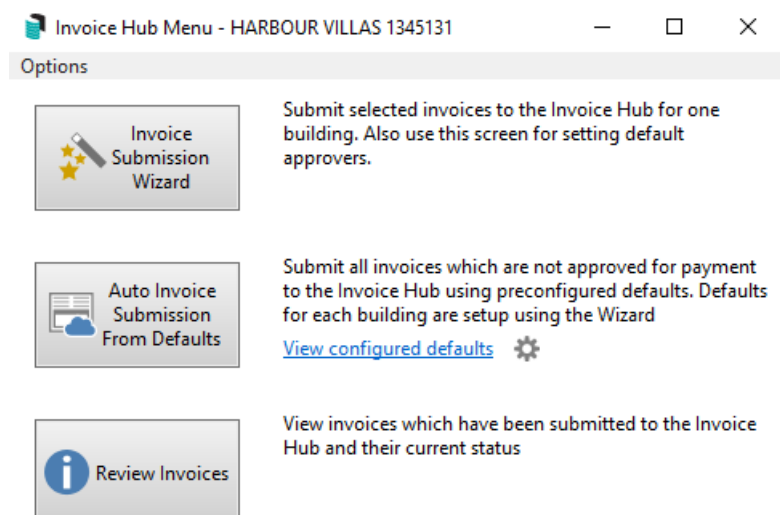 Invoice Hub Menu - HARBOUR VILLAS 1345131
Options
Invoice
Submission
Wizard
Submit selected invoices to the Invoice Hub for one
building. Also use this screen for setting default
approvers.
Auto Invoice
Submission
From Defaults
Submit all invoices which are not approved for payment
to the Invoice Hub using preconfigured defaults. Defaults
for each building are setup using the Wizard
View configured defaults
Review Invoices
View invoices which have been submitted to the Invoice
Hub and their current status